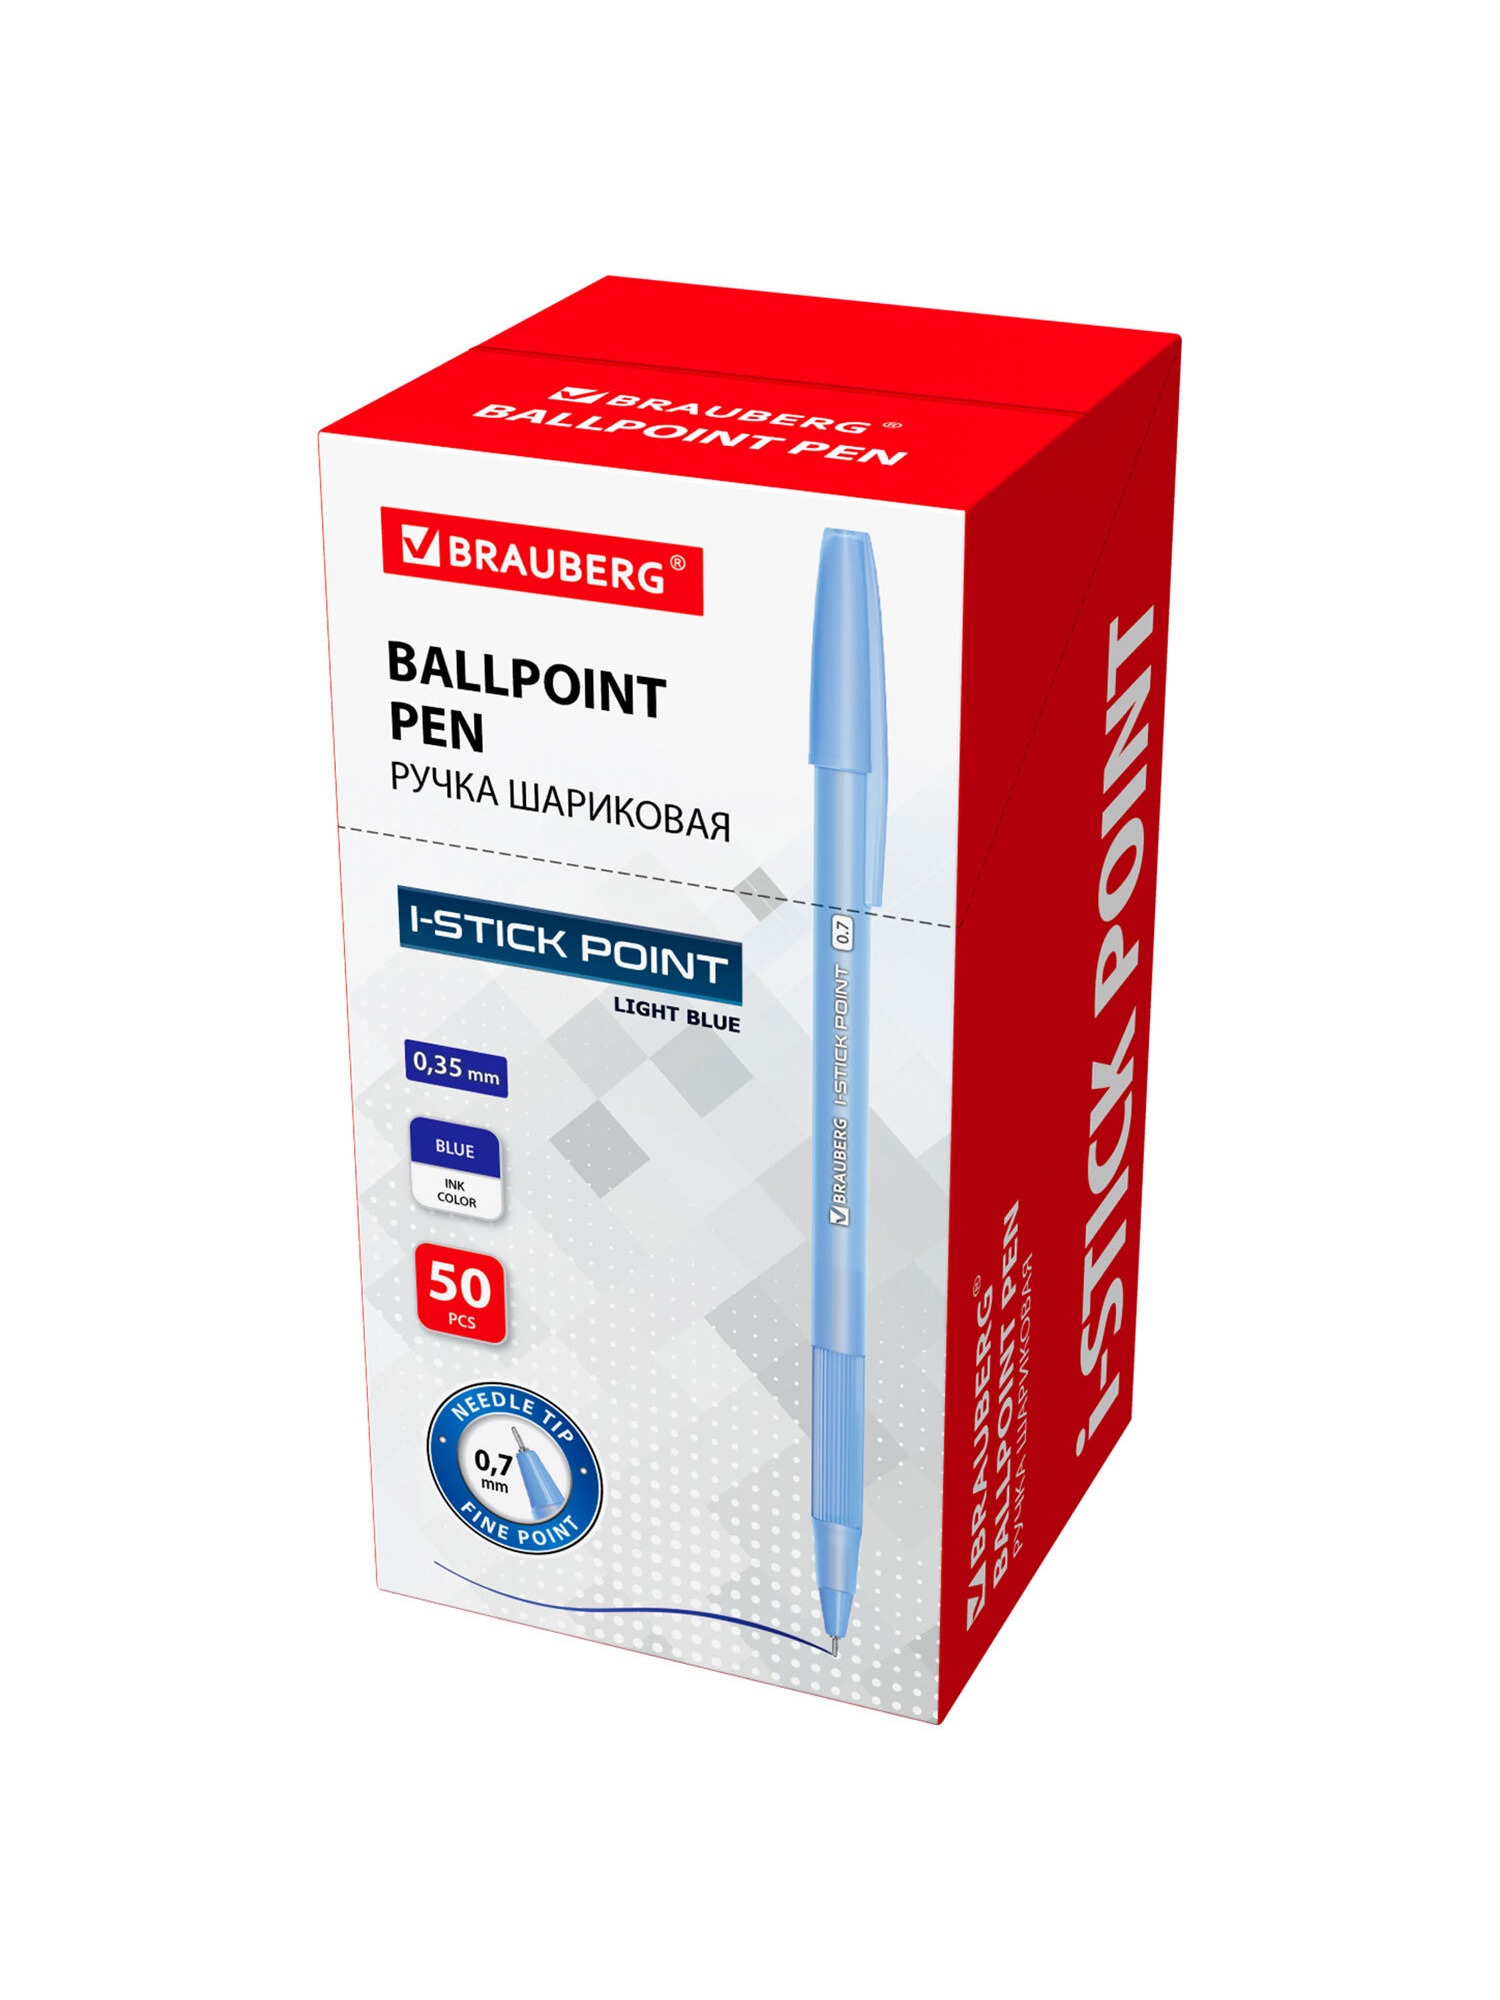 BRAUBERG ®
BALLPOINT PEN
BRAUBERG®
BALLPOINT
PEN
РУЧКА ШАРИКОВАЯ
I-STICK POINT
LIGHT BLUE
0,35 mm
BLUE
INK
COLOR
50
PCS
NEEDLE TIP
0,7
mm
FINE POINT
BRAUBERG I-STICK POINT 0.7
BRAUBERG®
BALLPOINT PEN
РУЧКА ШАРИКОВАЯ
i-STICK POINT